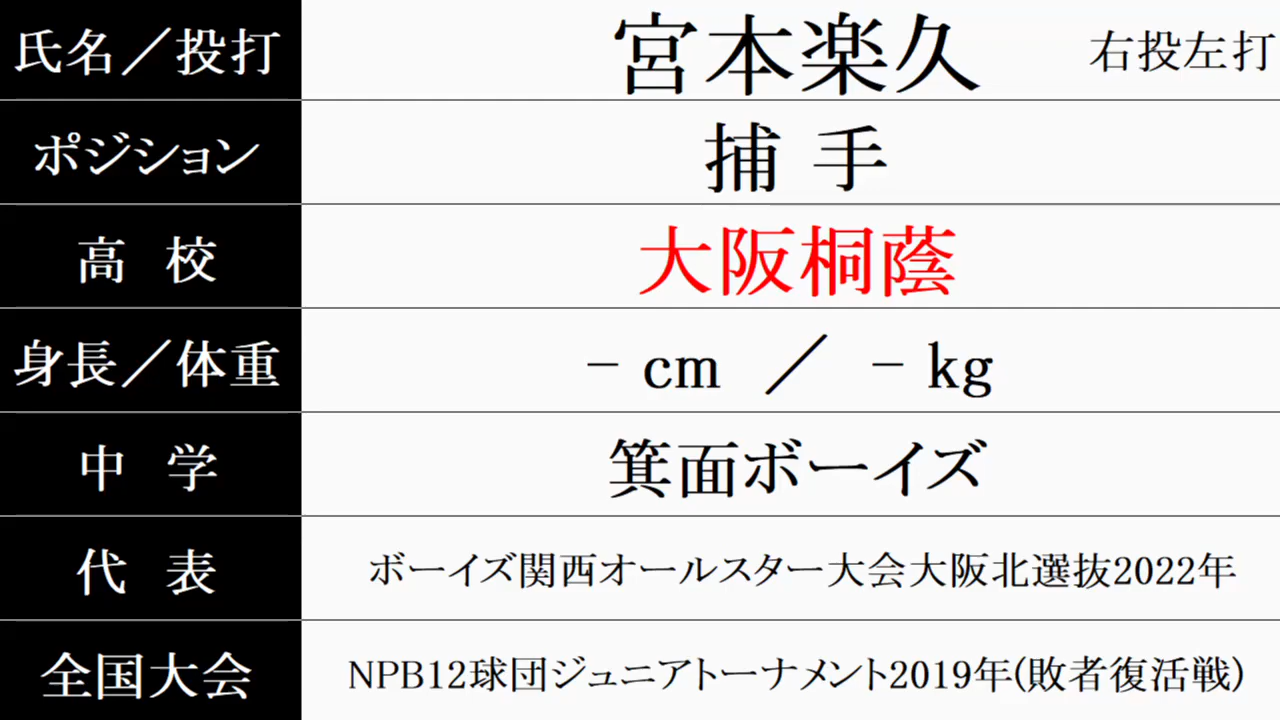 氏名／投打 宮本楽久 右投左打
ポジション 捕手
高校 大阪桐蔭
身長／体重 − cm ／ − kg
中学 箕面ボーイズ
代表 ボーイズ関西オールスター大会大阪北選抜2022年
全国大会 NPB12球団ジュニアトーナメント2019年(敗者復活戦)